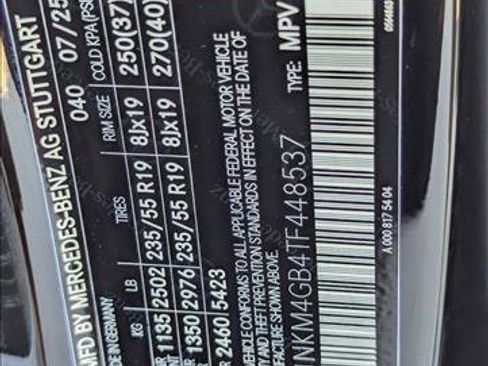 MFD BY MERCEDES-BENZ AG STUTTGART
IN GERMANY 040 07/25
KG LB TIRES RIM SIZE COLD KPA(PSI
1135 2502 235/55 R19 8Jx19 250(37)
1350 2976 235/55 R19 8Jx19 270(40)
2460 5423
VEHICLE CONFORMS TO ALL APPLICABLE FEDERAL MOTOR VEHICLE
AND THEFT PREVENTION STANDARDS IN EFFECT ON THE DATE OF
SHOWN ABOVE.
NKM4GB4TF448537 TYPE: MPV
A 000 817 54 04